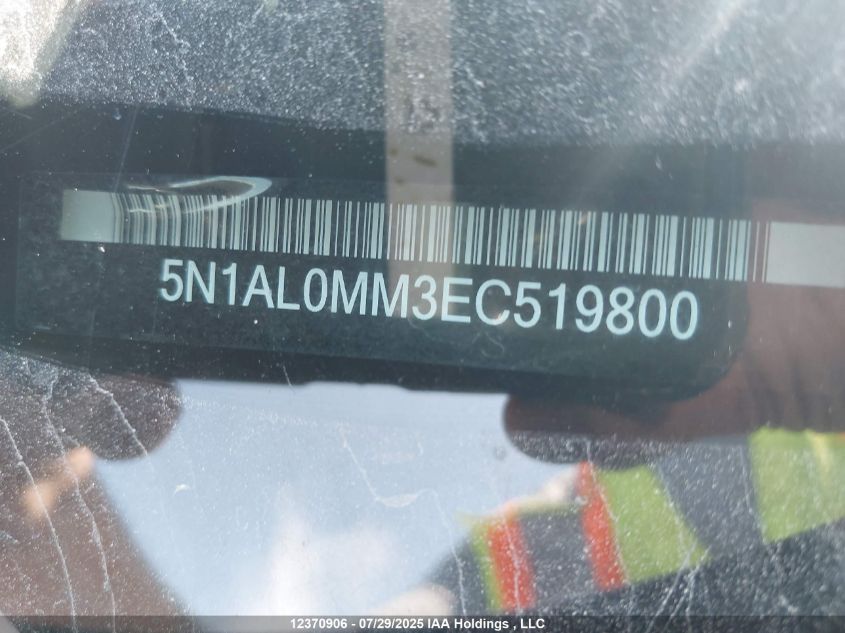 5N1AL0MM3EC519800
12370906 - 07/29/2025 IAA Holdings , LLC